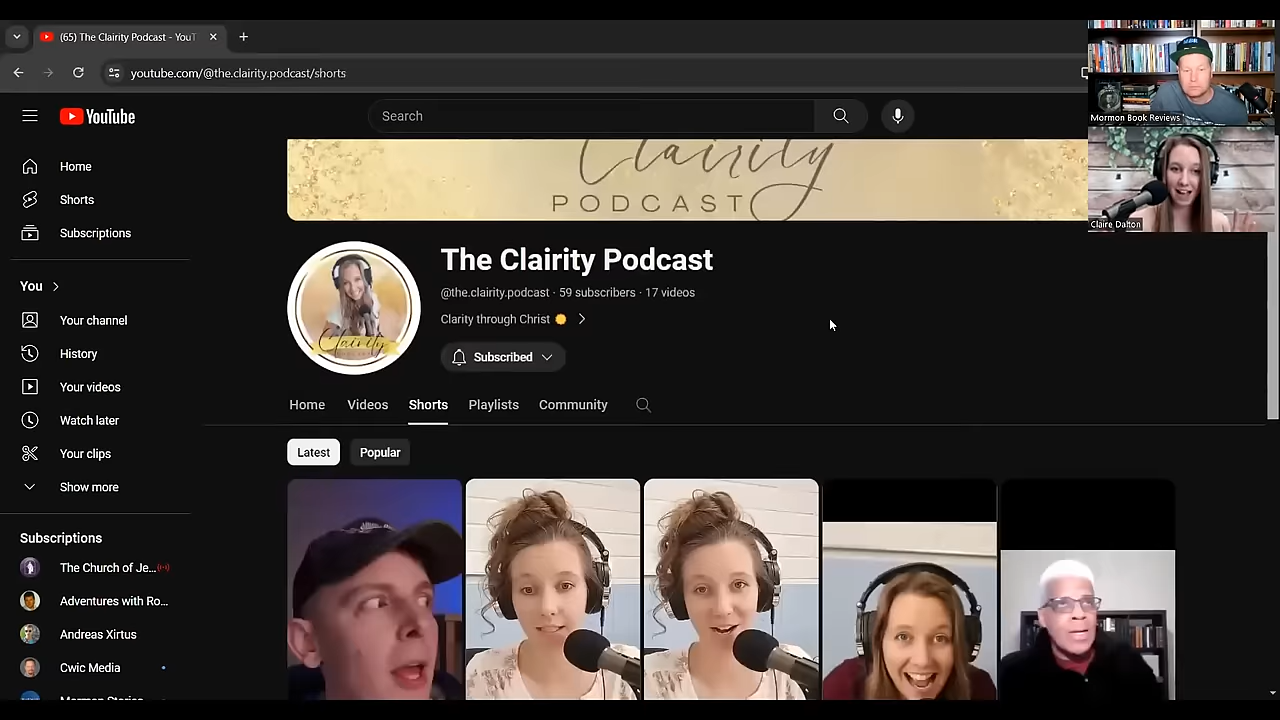 (65) The Clairity Podcast - YouT
youtube.com/@the.clairity.podcast/shorts
YouTube
Search
Mormon Book Reviews
Claire Dalton
Home
Shorts
Subscriptions
You
Your channel
History
Your videos
Watch later
Your clips
Show more
Subscriptions
The Church of Je...
Adventures with Ro...
Andreas Xirtus
Cwic Media
Mormon Stories
Clairity
PODCAST
Clairity
The Clairity Podcast
@the.clairity.podcast · 59 subscribers · 17 videos
Clarity through Christ
Subscribed
Home Videos Shorts Playlists Community
Latest Popular